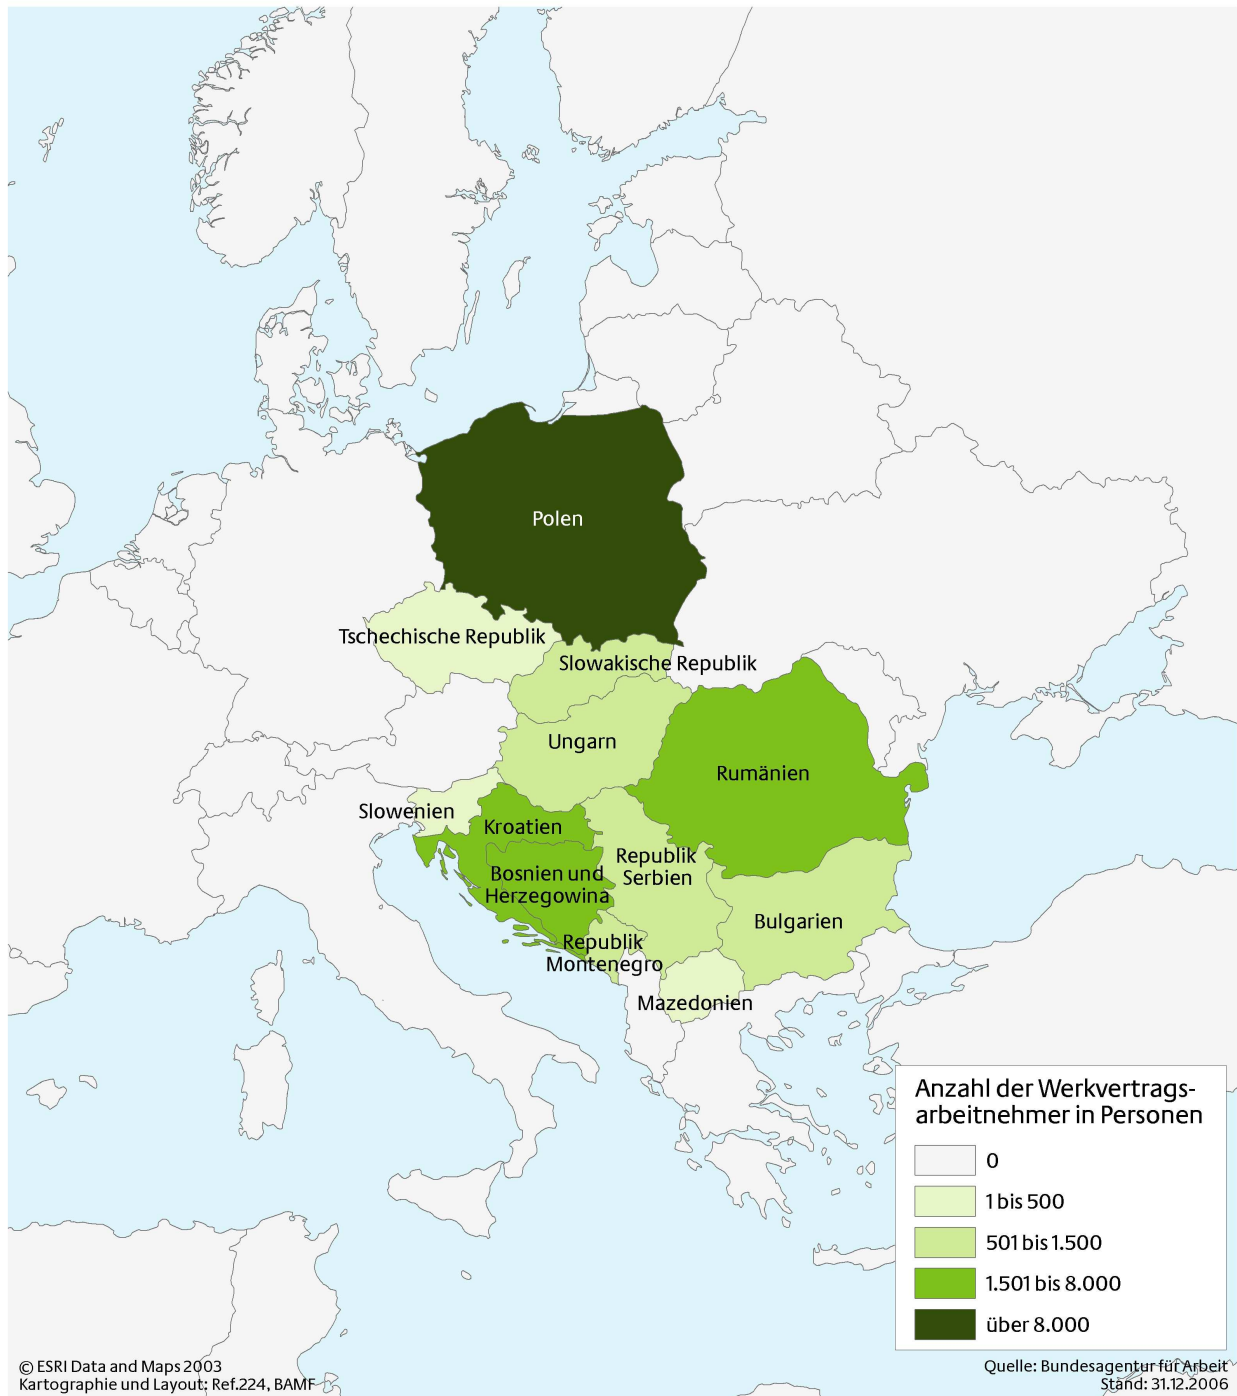 Polen
Tschechische Republik
Slowakische Republik
Ungarn
Rumänien
Slowenien
Kroatien
Republik
Serbien
Bosnien und
Herzegowina
Bulgarien
Republik
Montenegro
Mazedonien
Anzahl der Werkvertrags-
arbeitnehmer in Personen
0
1 bis 500
501 bis 1.500
1.501 bis 8.000
über 8.000
© ESRI Data and Maps 2003
Kartographie und Layout: Ref.224, BAMF
Quelle: Bundesagentur für Arbeit
Stand: 31.12.2006